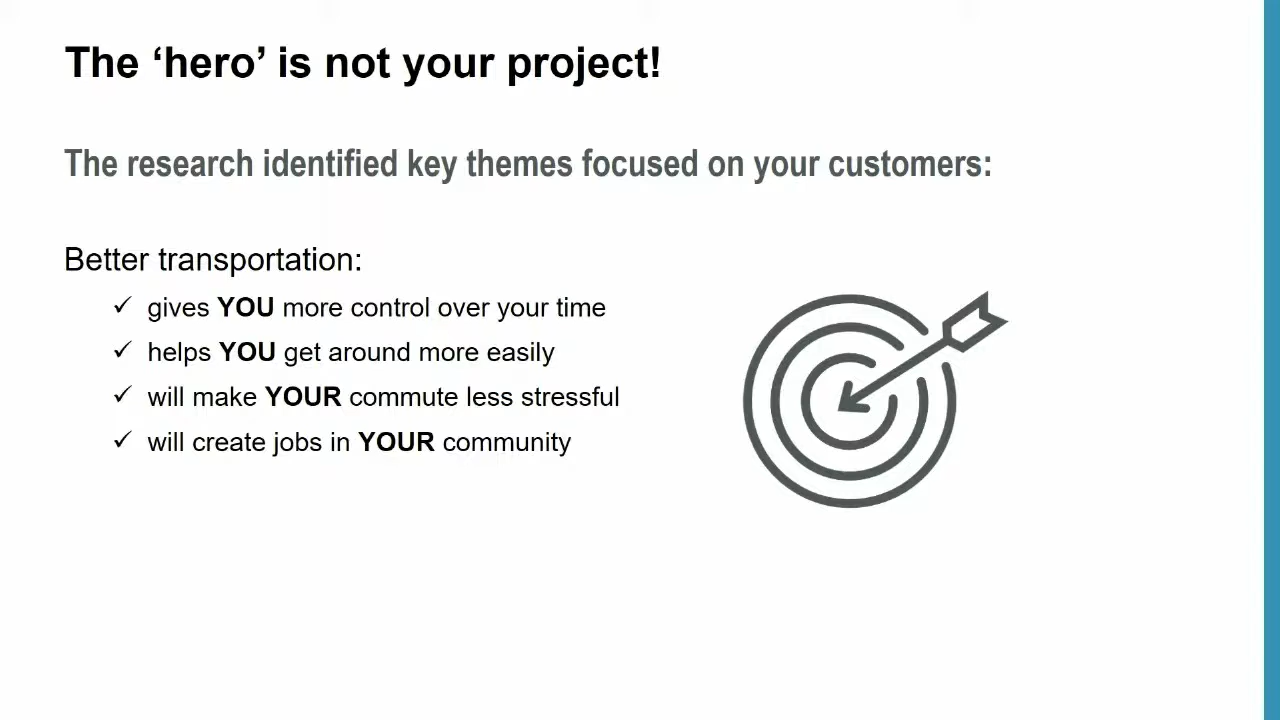 The ‘hero’ is not your project!
The research identified key themes focused on your customers:
Better transportation:
✓ gives YOU more control over your time
✓ helps YOU get around more easily
✓ will make YOUR commute less stressful
✓ will create jobs in YOUR community